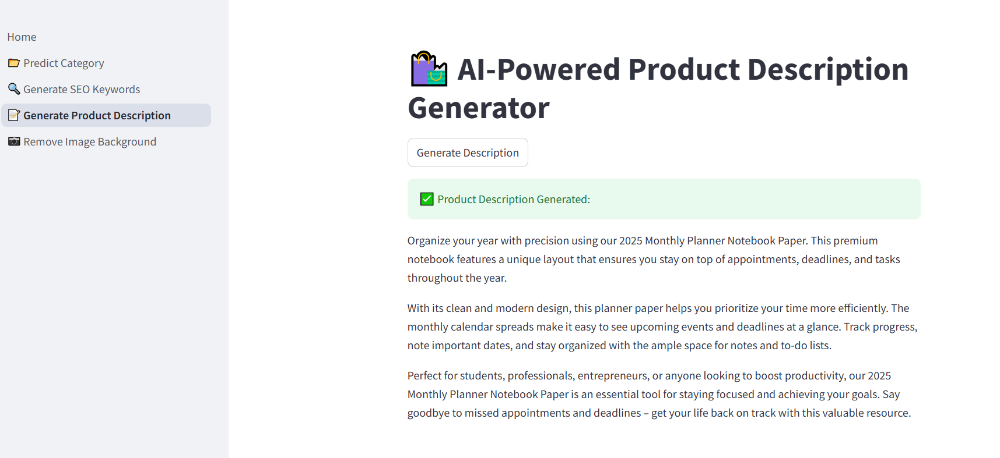 Home
Predict Category
Generate SEO Keywords
Generate Product Description
Remove Image Background
AI-Powered Product Description
Generator
Generate Description
Product Description Generated:
Organize your year with precision using our 2025 Monthly Planner Notebook Paper. This premium
notebook features a unique layout that ensures you stay on top of appointments, deadlines, and tasks
throughout the year.
With its clean and modern design, this planner paper helps you prioritize your time more efficiently. The
monthly calendar spreads make it easy to see upcoming events and deadlines at a glance. Track progress,
note important dates, and stay organized with the ample space for notes and to-do lists.
Perfect for students, professionals, entrepreneurs, or anyone looking to boost productivity, our 2025
Monthly Planner Notebook Paper is an essential tool for staying focused and achieving your goals. Say
goodbye to missed appointments and deadlines – get your life back on track with this valuable resource.